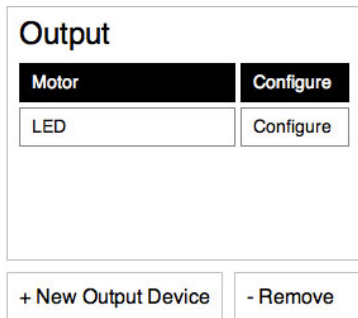 Output
Motor Configure
LED Configure
+ New Output Device - Remove